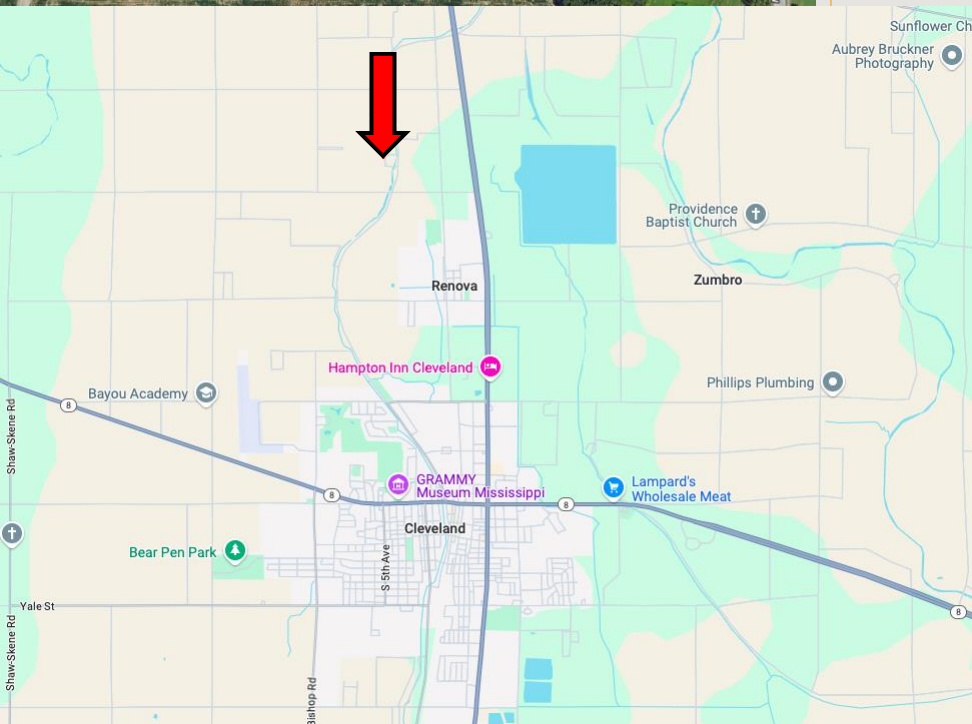 Sunflower Ch
Aubrey Bruckner
Photography
Providence
Baptist Church
Renova
Zumbro
Hampton Inn Cleveland
Phillips Plumbing
Bayou Academy
8
Shaw-Skene Rd
GRAMMY
Museum Mississippi
Lampard's
Wholesale Meat
8
8
Cleveland
Bear Pen Park
S 5th Ave
Yale St
8
Shaw-Skene Rd
Bishop Rd